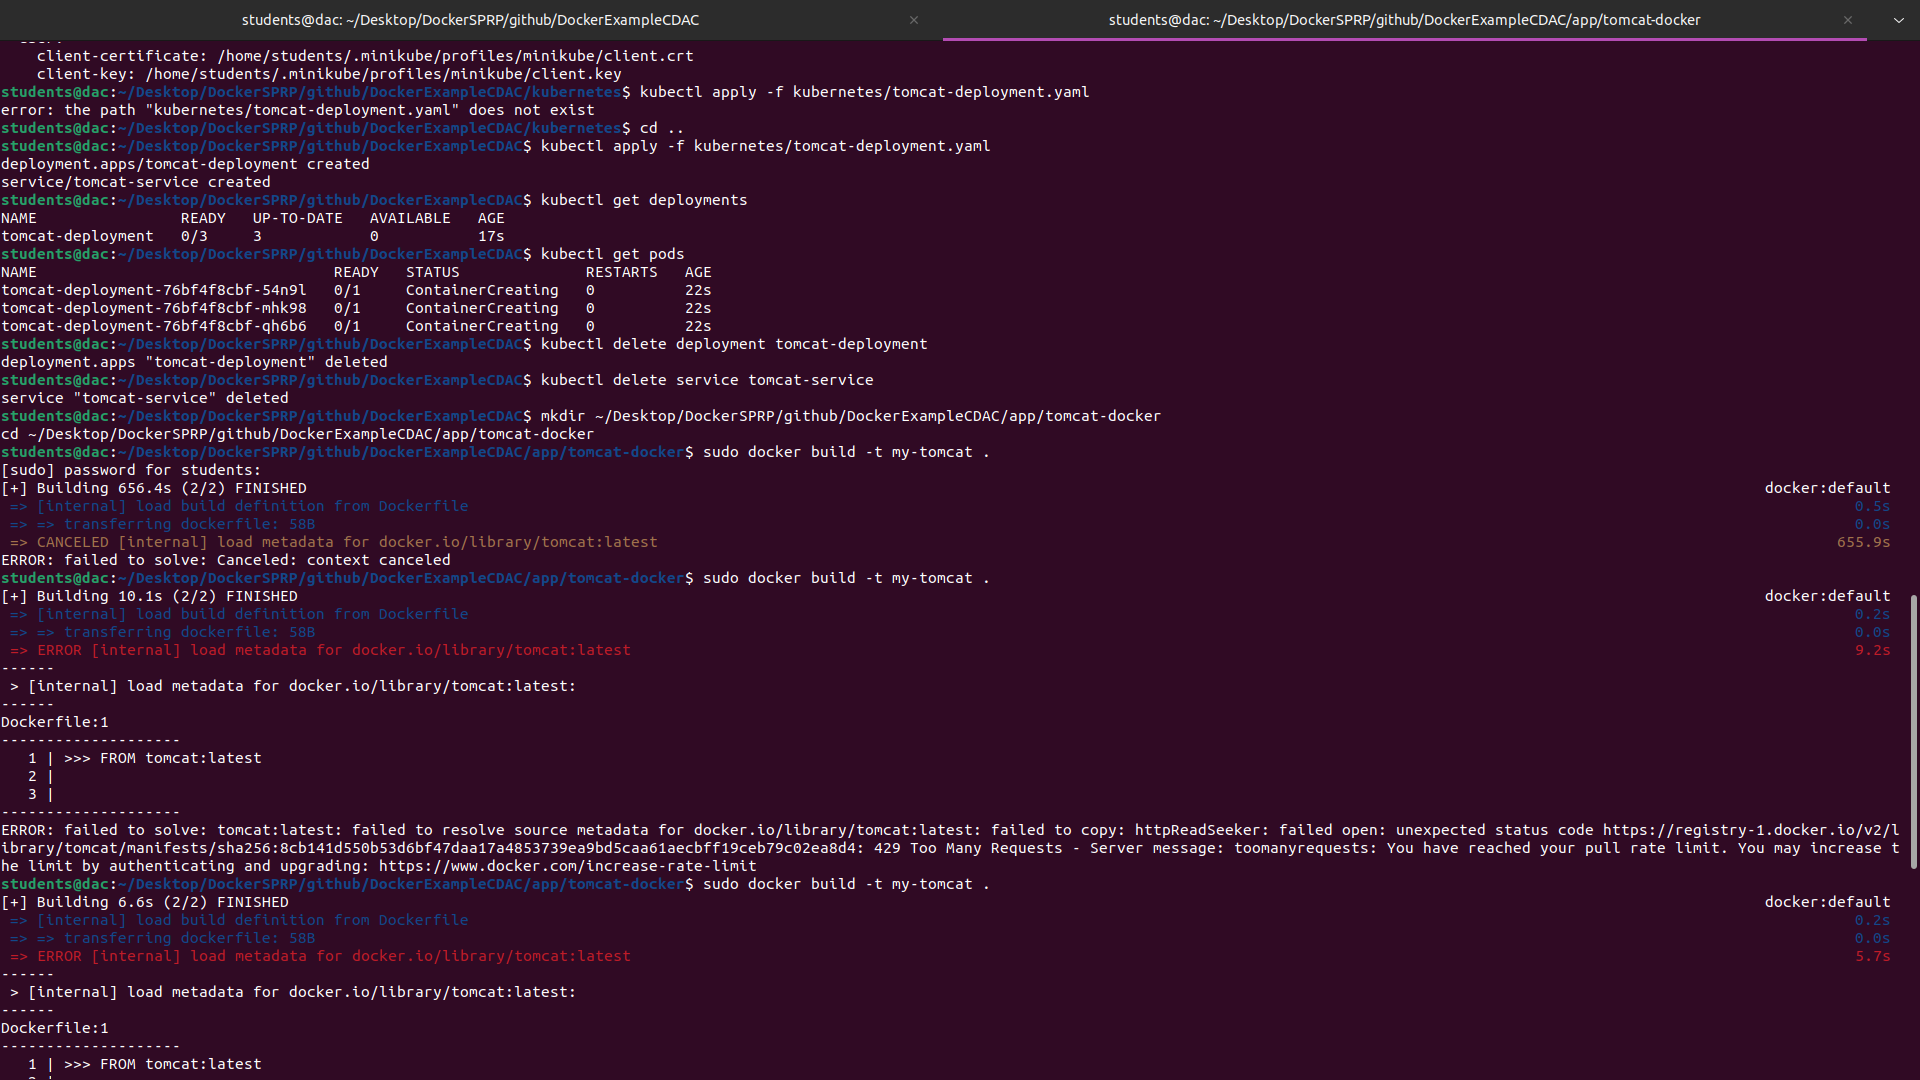 students@dac: ~/Desktop/DockerSPRP/github/DockerExampleCDAC
students@dac: ~/Desktop/DockerSPRP/github/DockerExampleCDAC/app/tomcat-docker
client-certificate: /home/students/.minikube/profiles/minikube/client.crt
client-key: /home/students/.minikube/profiles/minikube/client.key
students@dac:~/Desktop/DockerSPRP/github/DockerExampleCDAC/kubernetes$ kubectl apply -f kubernetes/tomcat-deployment.yaml
error: the path "kubernetes/tomcat-deployment.yaml" does not exist
students@dac:~/Desktop/DockerSPRP/github/DockerExampleCDAC/kubernetes$ cd ..
students@dac:~/Desktop/DockerSPRP/github/DockerExampleCDAC$ kubectl apply -f kubernetes/tomcat-deployment.yaml
deployment.apps/tomcat-deployment created
service/tomcat-service created
students@dac:~/Desktop/DockerSPRP/github/DockerExampleCDAC$ kubectl get deployments
NAME                READY   UP-TO-DATE   AVAILABLE   AGE
tomcat-deployment   0/3     3            0           17s
students@dac:~/Desktop/DockerSPRP/github/DockerExampleCDAC$ kubectl get pods
NAME                                 READY   STATUS              RESTARTS   AGE
tomcat-deployment-76bf4f8cbf-54n9l   0/1     ContainerCreating   0          22s
tomcat-deployment-76bf4f8cbf-mhk98   0/1     ContainerCreating   0          22s
tomcat-deployment-76bf4f8cbf-qh6b6   0/1     ContainerCreating   0          22s
students@dac:~/Desktop/DockerSPRP/github/DockerExampleCDAC$ kubectl delete deployment tomcat-deployment
deployment.apps "tomcat-deployment" deleted
students@dac:~/Desktop/DockerSPRP/github/DockerExampleCDAC$ kubectl delete service tomcat-service
service "tomcat-service" deleted
students@dac:~/Desktop/DockerSPRP/github/DockerExampleCDAC$ mkdir ~/Desktop/DockerSPRP/github/DockerExampleCDAC/app/tomcat-docker
cd ~/Desktop/DockerSPRP/github/DockerExampleCDAC/app/tomcat-docker
students@dac:~/Desktop/DockerSPRP/github/DockerExampleCDAC/app/tomcat-docker$ sudo docker build -t my-tomcat .
[sudo] password for students:
[+] Building 656.4s (2/2) FINISHED docker:default
=> [internal] load build definition from Dockerfile 0.5s
=> => transferring dockerfile: 58B 0.0s
=> CANCELED [internal] load metadata for docker.io/library/tomcat:latest 655.9s
ERROR: failed to solve: Canceled: context canceled
students@dac:~/Desktop/DockerSPRP/github/DockerExampleCDAC/app/tomcat-docker$ sudo docker build -t my-tomcat .
[+] Building 10.1s (2/2) FINISHED docker:default
=> [internal] load build definition from Dockerfile 0.2s
=> => transferring dockerfile: 58B 0.0s
=> ERROR [internal] load metadata for docker.io/library/tomcat:latest 9.2s
------
> [internal] load metadata for docker.io/library/tomcat:latest:
------
Dockerfile:1
--------------------
1 | >>> FROM tomcat:latest
2 |
3 |
--------------------
ERROR: failed to solve: tomcat:latest: failed to resolve source metadata for docker.io/library/tomcat:latest: failed to copy: httpReadSeeker: failed open: unexpected status code https://registry-1.docker.io/v2/l
ibrary/tomcat/manifests/sha256:8cb141d550b53d6bf47daa17a4853739ea9bd5caa61aecbff19ceb79c02ea8d4: 429 Too Many Requests - Server message: toomanyrequests: You have reached your pull rate limit. You may increase t
he limit by authenticating and upgrading: https://www.docker.com/increase-rate-limit
students@dac:~/Desktop/DockerSPRP/github/DockerExampleCDAC/app/tomcat-docker$ sudo docker build -t my-tomcat .
[+] Building 6.6s (2/2) FINISHED docker:default
=> [internal] load build definition from Dockerfile 0.2s
=> => transferring dockerfile: 58B 0.0s
=> ERROR [internal] load metadata for docker.io/library/tomcat:latest 5.7s
------
> [internal] load metadata for docker.io/library/tomcat:latest:
------
Dockerfile:1
--------------------
1 | >>> FROM tomcat:latest